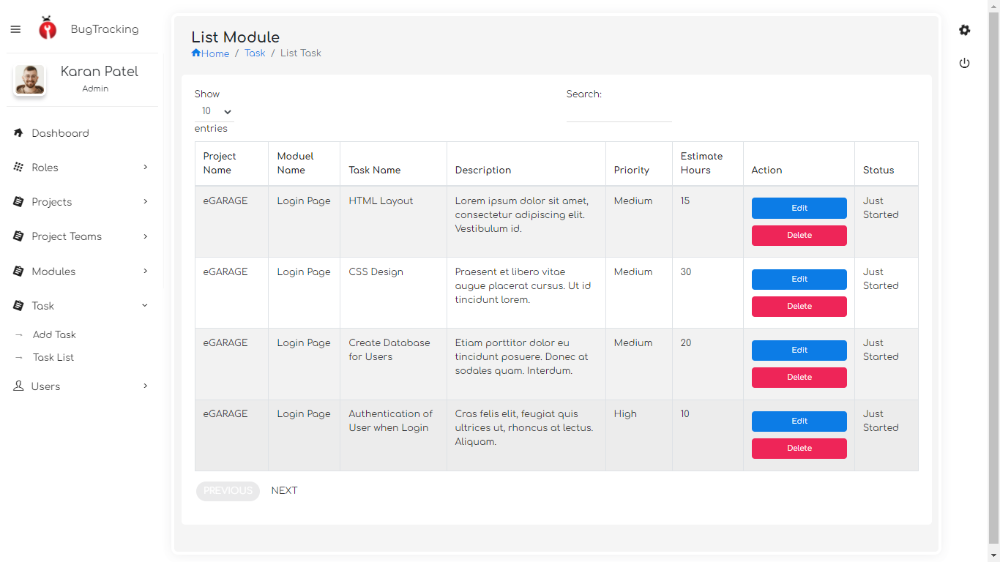 BugTracking
Karan Patel
Admin
Dashboard
Roles
Projects
Project Teams
Modules
Task
→ Add Task
→ Task List
Users
List Module
Home / Task / List Task
Show
10
entries
Search:
Project
Name
Moduel
Name
Task Name
Description
Priority
Estimate
Hours
Action
Status
eGARAGE
Login Page
HTML Layout
Lorem ipsum dolor sit amet,
consectetur adipiscing elit.
Vestibulum id.
Medium
15
Edit
Delete
Just
Started
eGARAGE
Login Page
CSS Design
Praesent et libero vitae
augue placerat cursus. Ut id
tincidunt lorem.
Medium
30
Edit
Delete
Just
Started
eGARAGE
Login Page
Create Database
for Users
Etiam porttitor dolor eu
tincidunt posuere. Donec at
sodales quam. Interdum.
Medium
20
Edit
Delete
Just
Started
eGARAGE
Login Page
Authentication of
User when Login
Cras felis elit, feugiat quis
ultrices ut, rhoncus at lectus.
Aliquam.
High
10
Edit
Delete
Just
Started
PREVIOUS
NEXT